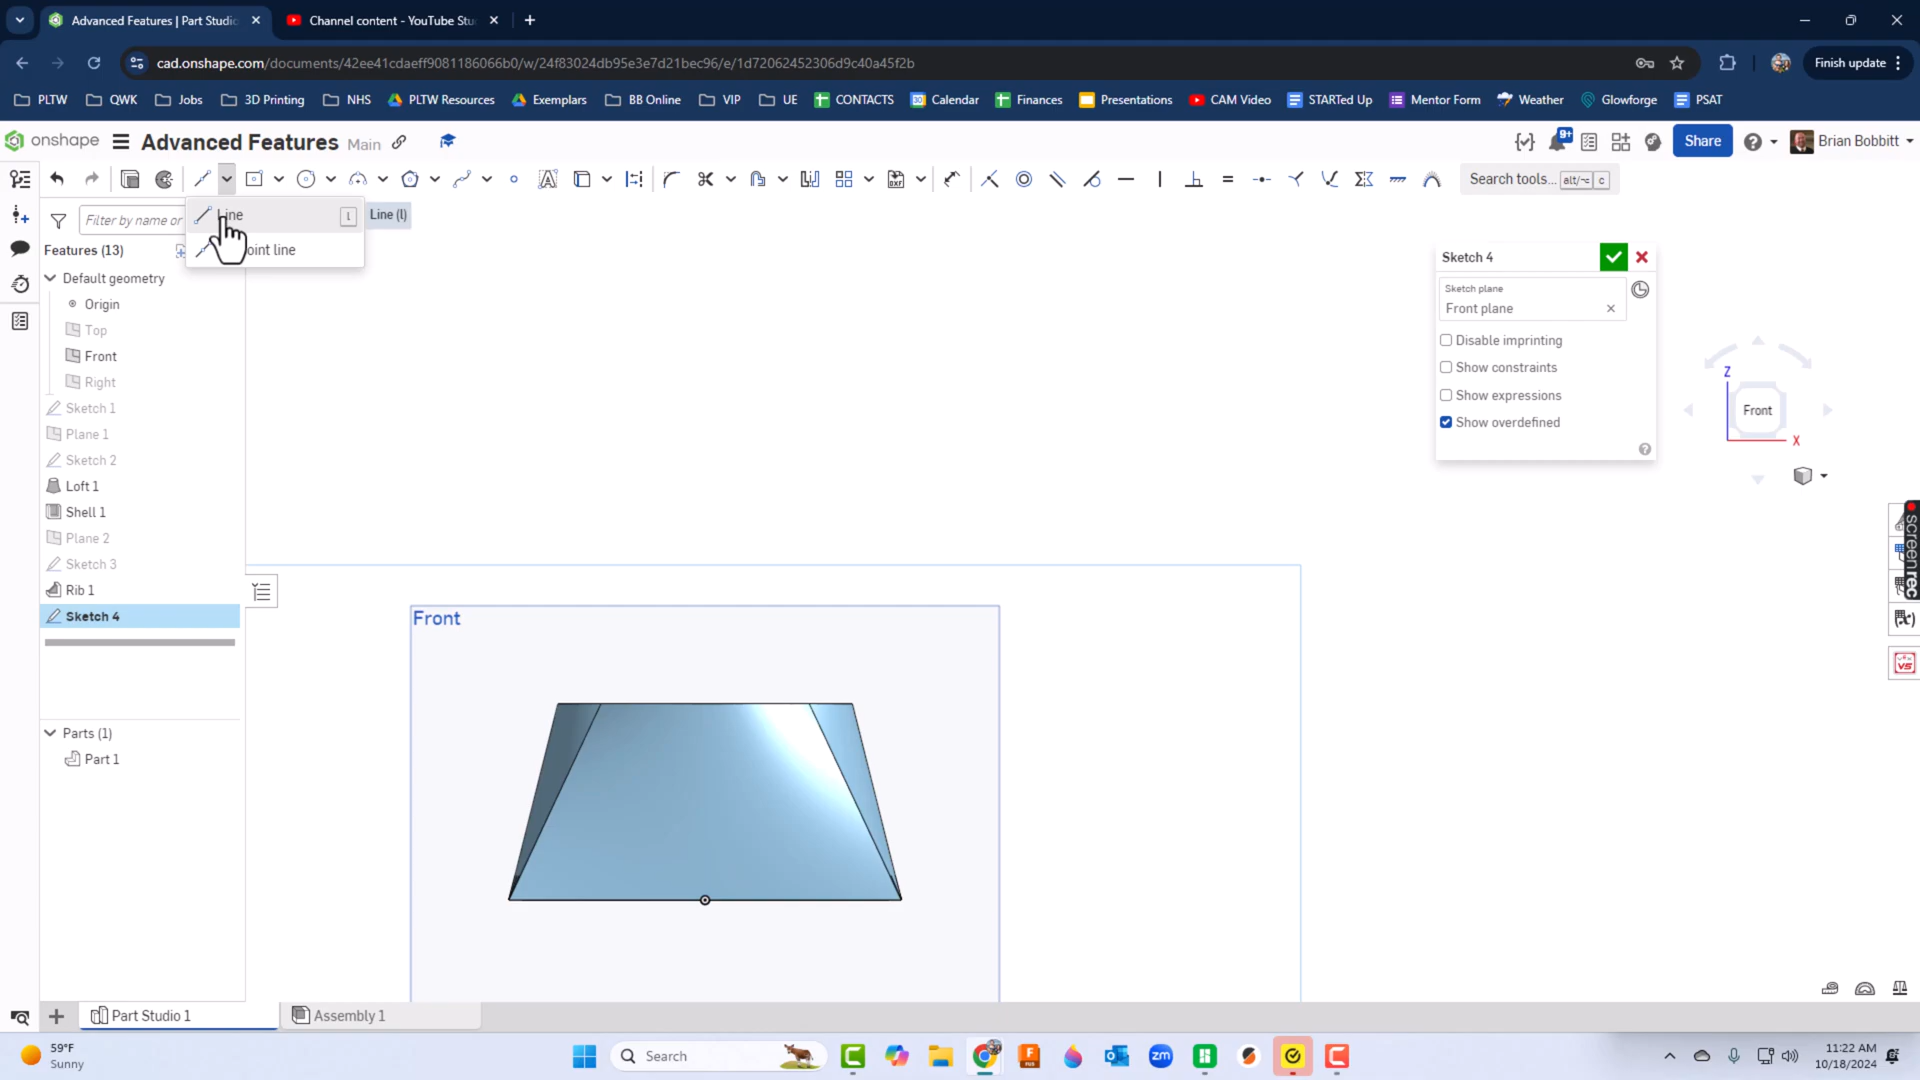 Advanced Features | Part Studio
Channel content - YouTube Stu
cad.onshape.com/documents/42ee41cdaeff9081186066b0/w/24f83024db95e3e7d21bec96/e/1d72062452306d9c40a45f2b
Finish update
PLTW QWK Jobs 3D Printing NHS PLTW Resources Exemplars BB Online VIP UE CONTACTS Calendar Finances Presentations CAM Video STARTed Up Mentor Form Weather Glowforge PSAT
onshape Advanced Features Main
9+
Share
Brian Bobbitt
Search tools... alt/⌥ c
Filter by name or
Line l
Line (l)
oint line
Features (13)
Default geometry
Origin
Top
Front
Right
Sketch 1
Plane 1
Sketch 2
Loft 1
Shell 1
Plane 2
Sketch 3
Rib 1
Sketch 4
Parts (1)
Part 1
Front
Sketch 4
Sketch plane
Front plane
Disable imprinting
Show constraints
Show expressions
Show overdefined
Z
Front
X
screenrec
Part Studio 1
Assembly 1
59°F
Sunny
Search
zm
11:22 AM
10/18/2024